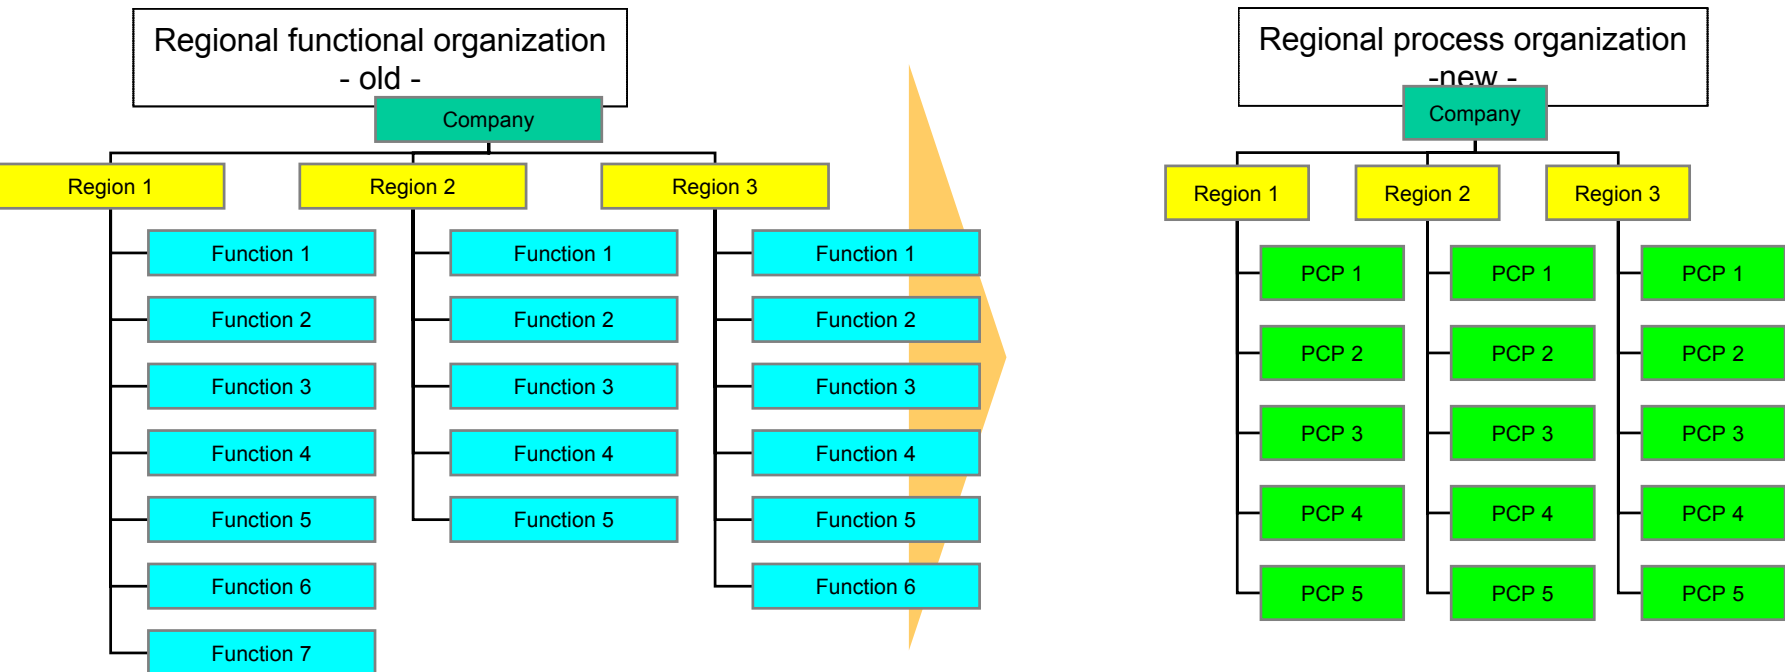 Regional functional organization
- old -
Company
Region 1
Region 2
Region 3
Function 1
Function 1
Function 1
Function 2
Function 2
Function 2
Function 3
Function 3
Function 3
Function 4
Function 4
Function 4
Function 5
Function 5
Function 5
Function 6
Function 6
Function 7
Regional process organization
-new -
Company
Region 1
Region 2
Region 3
PCP 1
PCP 1
PCP 1
PCP 2
PCP 2
PCP 2
PCP 3
PCP 3
PCP 3
PCP 4
PCP 4
PCP 4
PCP 5
PCP 5
PCP 5